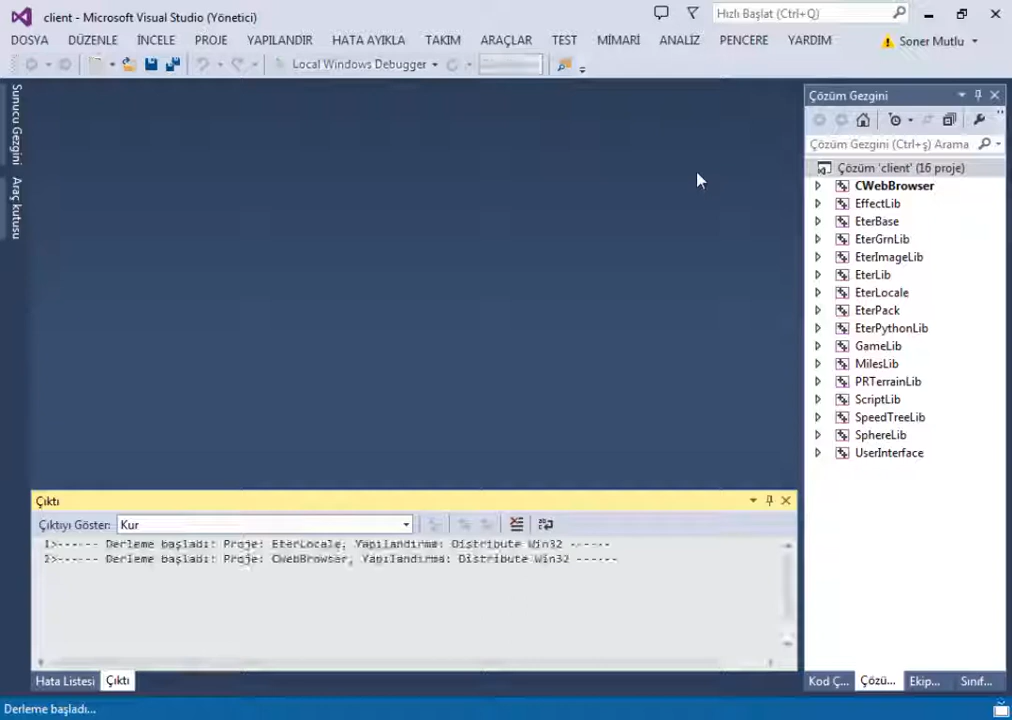 client - Microsoft Visual Studio (Yönetici)
Hızlı Başlat (Ctrl+Q)
DOSYA DÜZENLE İNCELE PROJE YAPILANDIR HATA AYIKLA TAKIM ARAÇLAR TEST MİMARİ ANALİZ PENCERE YARDIM Soner Mutlu
Local Windows Debugger
Sunucu Gezgini
Araç kutusu
Çözüm Gezgini
Çözüm Gezgini (Ctrl+ş) Arama
Çözüm 'client' (16 proje)
CWebBrowser
EffectLib
EterBase
EterGrnLib
EterImageLib
EterLib
EterLocale
EterPack
EterPythonLib
GameLib
MilesLib
PRTerrainLib
ScriptLib
SpeedTreeLib
SphereLib
UserInterface
Çıktı
Çıktıyı Göster: Kur
1>------ Derleme başladı: Proje: EterLocale, Yapılandırma: Distribute Win32 ------
2>------ Derleme başladı: Proje: CWebBrowser, Yapılandırma: Distribute Win32 ------
Hata Listesi Çıktı
Kod Ç... Çözü... Ekip... Sınıf...
Derleme başladı...